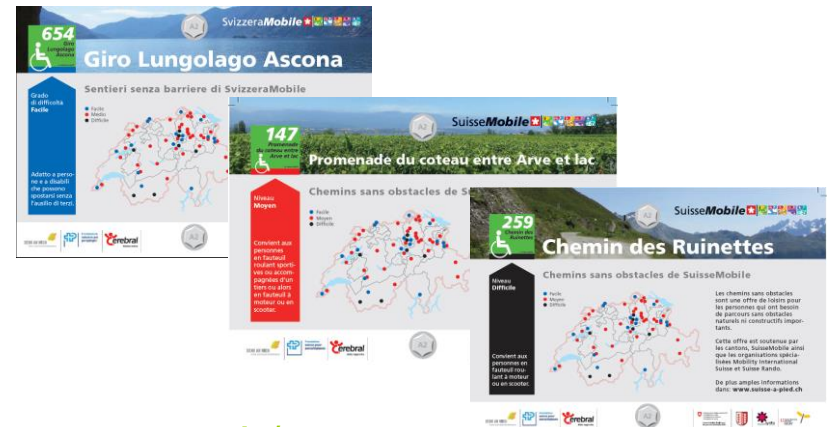 SvizzeraMobile
654
Giro
Lungolago
Ascona
Giro Lungolago Ascona
Grado
di difficoltà
Facile
Adatto a perso-
ne e a disabili
che possono
spostarsi senza
l'ausilio di terzi.
Sentieri senza barriere di SvizzeraMobile
Facile
Medio
Difficile
Cerebral
A2
A2
SuisseMobile
147
Promenade
du coteau entre
Arve et lac
Promenade du coteau entre Arve et lac
Niveau
Moyen
Convient aux
personnes
en fauteuil
roulant sporti-
ves ou accom-
pagnées d'un
tiers ou alors
en fauteuil à
moteur ou en
scooter.
Chemins sans obstacles de S
Facile
Moyen
Difficile
Cerebral
A2
A2
SuisseMobile
259
Chemin des
Ruinettes
Chemin des Ruinettes
Niveau
Difficile
Convient aux
personnes en
fauteuil rou-
lant à moteur
ou en scooter.
Chemins sans obstacles de SuisseMobile
Facile
Moyen
Difficile
Les chemins sans obstacles
sont une offre de loisirs pour
les personnes qui ont besoin
de parcours sans obstacles
naturels ni constructifs impor-
tants.
Cette offre est soutenue par
les cantons, SuisseMobile ainsi
que les organisations spécia-
lisées Mobility International
Suisse et Suisse Rando.
De plus amples informations
dans: www.suisse-a-pied.ch
Cerebral
A2
A2